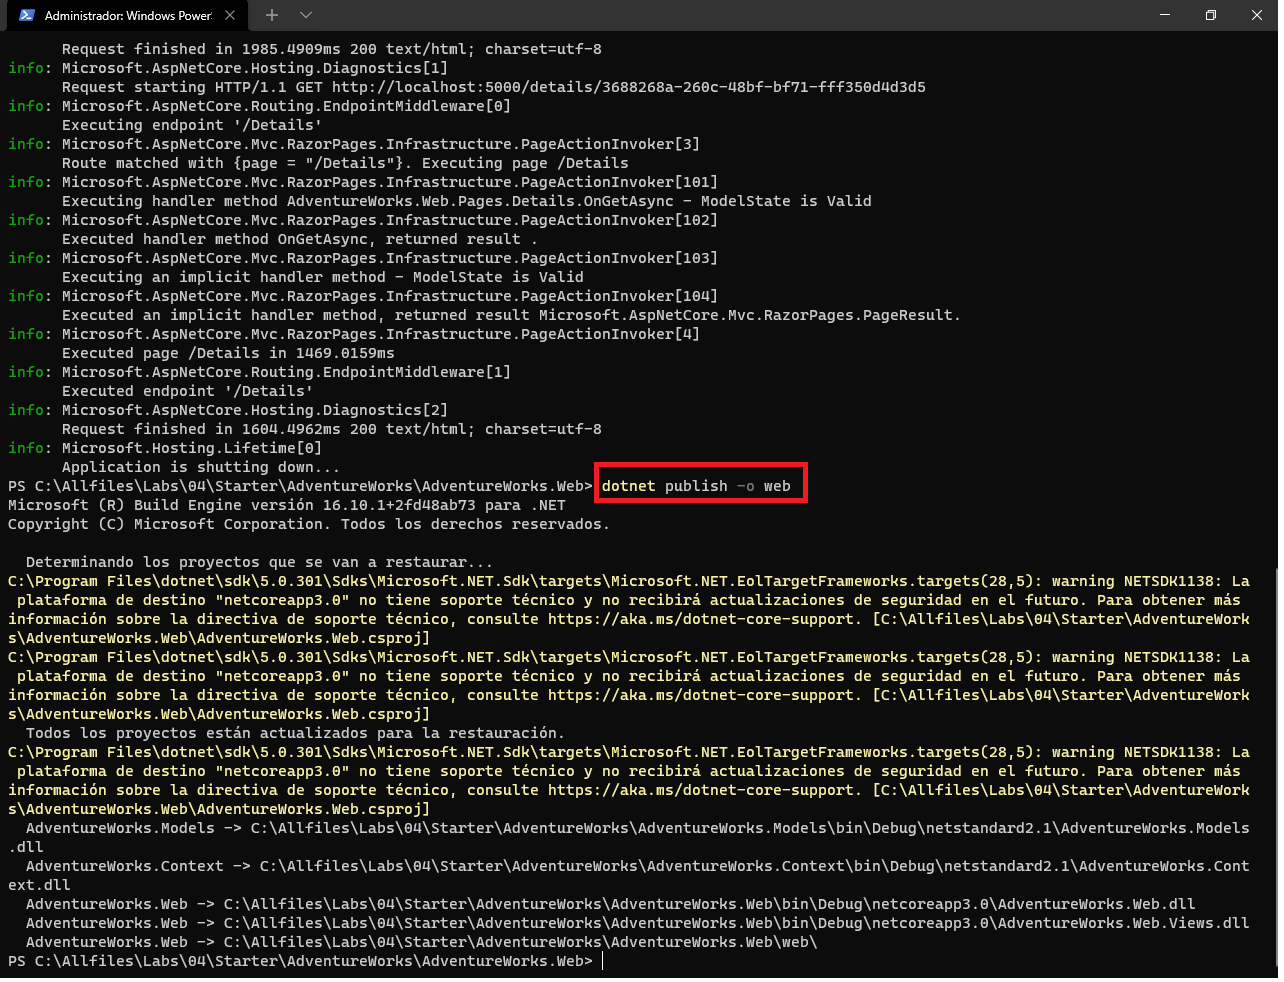 Administrador: Windows Power
Request finished in 1985.4909ms 200 text/html; charset=utf-8
info: Microsoft.AspNetCore.Hosting.Diagnostics[1]
Request starting HTTP/1.1 GET http://localhost:5000/details/3688268a-260c-48bf-bf71-fff350d4d3d5
info: Microsoft.AspNetCore.Routing.EndpointMiddleware[0]
Executing endpoint '/Details'
info: Microsoft.AspNetCore.Mvc.RazorPages.Infrastructure.PageActionInvoker[3]
Route matched with {page = "/Details"}. Executing page /Details
info: Microsoft.AspNetCore.Mvc.RazorPages.Infrastructure.PageActionInvoker[101]
Executing handler method AdventureWorks.Web.Pages.Details.OnGetAsync - ModelState is Valid
info: Microsoft.AspNetCore.Mvc.RazorPages.Infrastructure.PageActionInvoker[102]
Executed handler method OnGetAsync, returned result .
info: Microsoft.AspNetCore.Mvc.RazorPages.Infrastructure.PageActionInvoker[103]
Executing an implicit handler method - ModelState is Valid
info: Microsoft.AspNetCore.Mvc.RazorPages.Infrastructure.PageActionInvoker[104]
Executed an implicit handler method, returned result Microsoft.AspNetCore.Mvc.RazorPages.PageResult.
info: Microsoft.AspNetCore.Mvc.RazorPages.Infrastructure.PageActionInvoker[4]
Executed page /Details in 1469.0159ms
info: Microsoft.AspNetCore.Routing.EndpointMiddleware[1]
Executed endpoint '/Details'
info: Microsoft.AspNetCore.Hosting.Diagnostics[2]
Request finished in 1604.4962ms 200 text/html; charset=utf-8
info: Microsoft.Hosting.Lifetime[0]
Application is shutting down...
PS C:\Allfiles\Labs\04\Starter\AdventureWorks\AdventureWorks.Web> dotnet publish -o web
Microsoft (R) Build Engine versión 16.10.1+2fd48ab73 para .NET
Copyright (C) Microsoft Corporation. Todos los derechos reservados.
Determinando los proyectos que se van a restaurar...
C:\Program Files\dotnet\sdk\5.0.301\Sdks\Microsoft.NET.Sdk\targets\Microsoft.NET.EolTargetFrameworks.targets(28,5): warning NETSDK1138: La
plataforma de destino "netcoreapp3.0" no tiene soporte técnico y no recibirá actualizaciones de seguridad en el futuro. Para obtener más
información sobre la directiva de soporte técnico, consulte https://aka.ms/dotnet-core-support. [C:\Allfiles\Labs\04\Starter\AdventureWork
s\AdventureWorks.Web\AdventureWorks.Web.csproj]
C:\Program Files\dotnet\sdk\5.0.301\Sdks\Microsoft.NET.Sdk\targets\Microsoft.NET.EolTargetFrameworks.targets(28,5): warning NETSDK1138: La
plataforma de destino "netcoreapp3.0" no tiene soporte técnico y no recibirá actualizaciones de seguridad en el futuro. Para obtener más
información sobre la directiva de soporte técnico, consulte https://aka.ms/dotnet-core-support. [C:\Allfiles\Labs\04\Starter\AdventureWork
s\AdventureWorks.Web\AdventureWorks.Web.csproj]
Todos los proyectos están actualizados para la restauración.
C:\Program Files\dotnet\sdk\5.0.301\Sdks\Microsoft.NET.Sdk\targets\Microsoft.NET.EolTargetFrameworks.targets(28,5): warning NETSDK1138: La
plataforma de destino "netcoreapp3.0" no tiene soporte técnico y no recibirá actualizaciones de seguridad en el futuro. Para obtener más
información sobre la directiva de soporte técnico, consulte https://aka.ms/dotnet-core-support. [C:\Allfiles\Labs\04\Starter\AdventureWork
s\AdventureWorks.Web\AdventureWorks.Web.csproj]
AdventureWorks.Models -> C:\Allfiles\Labs\04\Starter\AdventureWorks\AdventureWorks.Models\bin\Debug\netstandard2.1\AdventureWorks.Models
.dll
AdventureWorks.Context -> C:\Allfiles\Labs\04\Starter\AdventureWorks\AdventureWorks.Context\bin\Debug\netstandard2.1\AdventureWorks.Cont
ext.dll
AdventureWorks.Web -> C:\Allfiles\Labs\04\Starter\AdventureWorks\AdventureWorks.Web\bin\Debug\netcoreapp3.0\AdventureWorks.Web.dll
AdventureWorks.Web -> C:\Allfiles\Labs\04\Starter\AdventureWorks\AdventureWorks.Web\bin\Debug\netcoreapp3.0\AdventureWorks.Web.Views.dll
AdventureWorks.Web -> C:\Allfiles\Labs\04\Starter\AdventureWorks\AdventureWorks.Web\web\
PS C:\Allfiles\Labs\04\Starter\AdventureWorks\AdventureWorks.Web>